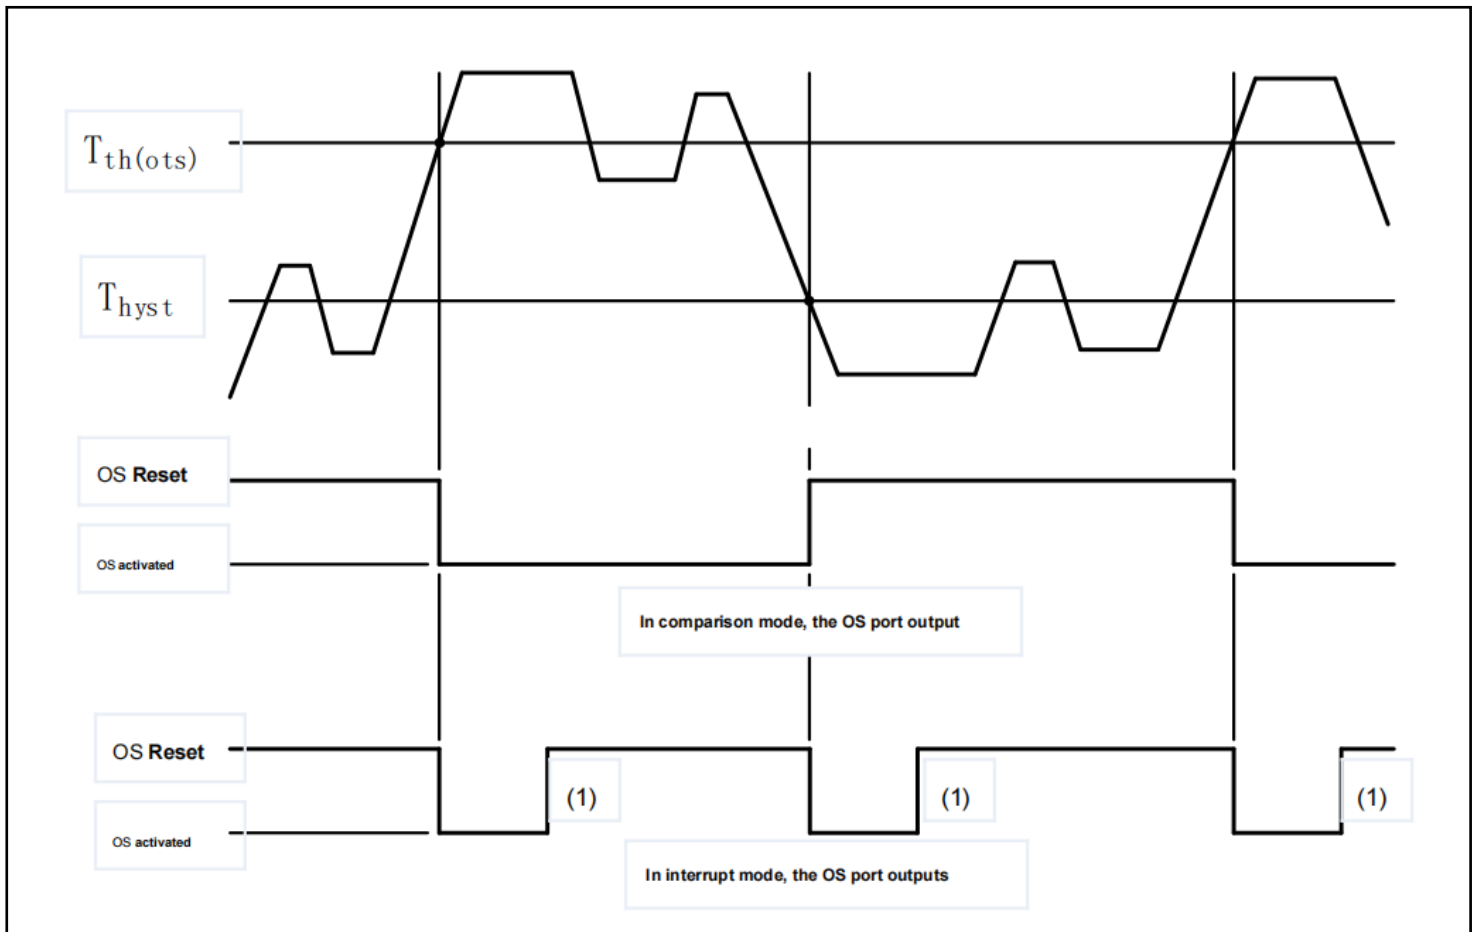 Tth(ots)
Thyst
OS Reset
OS activated
In comparison mode, the OS port output
OS Reset
(1)
(1)
(1)
OS activated
In interrupt mode, the OS port outputs